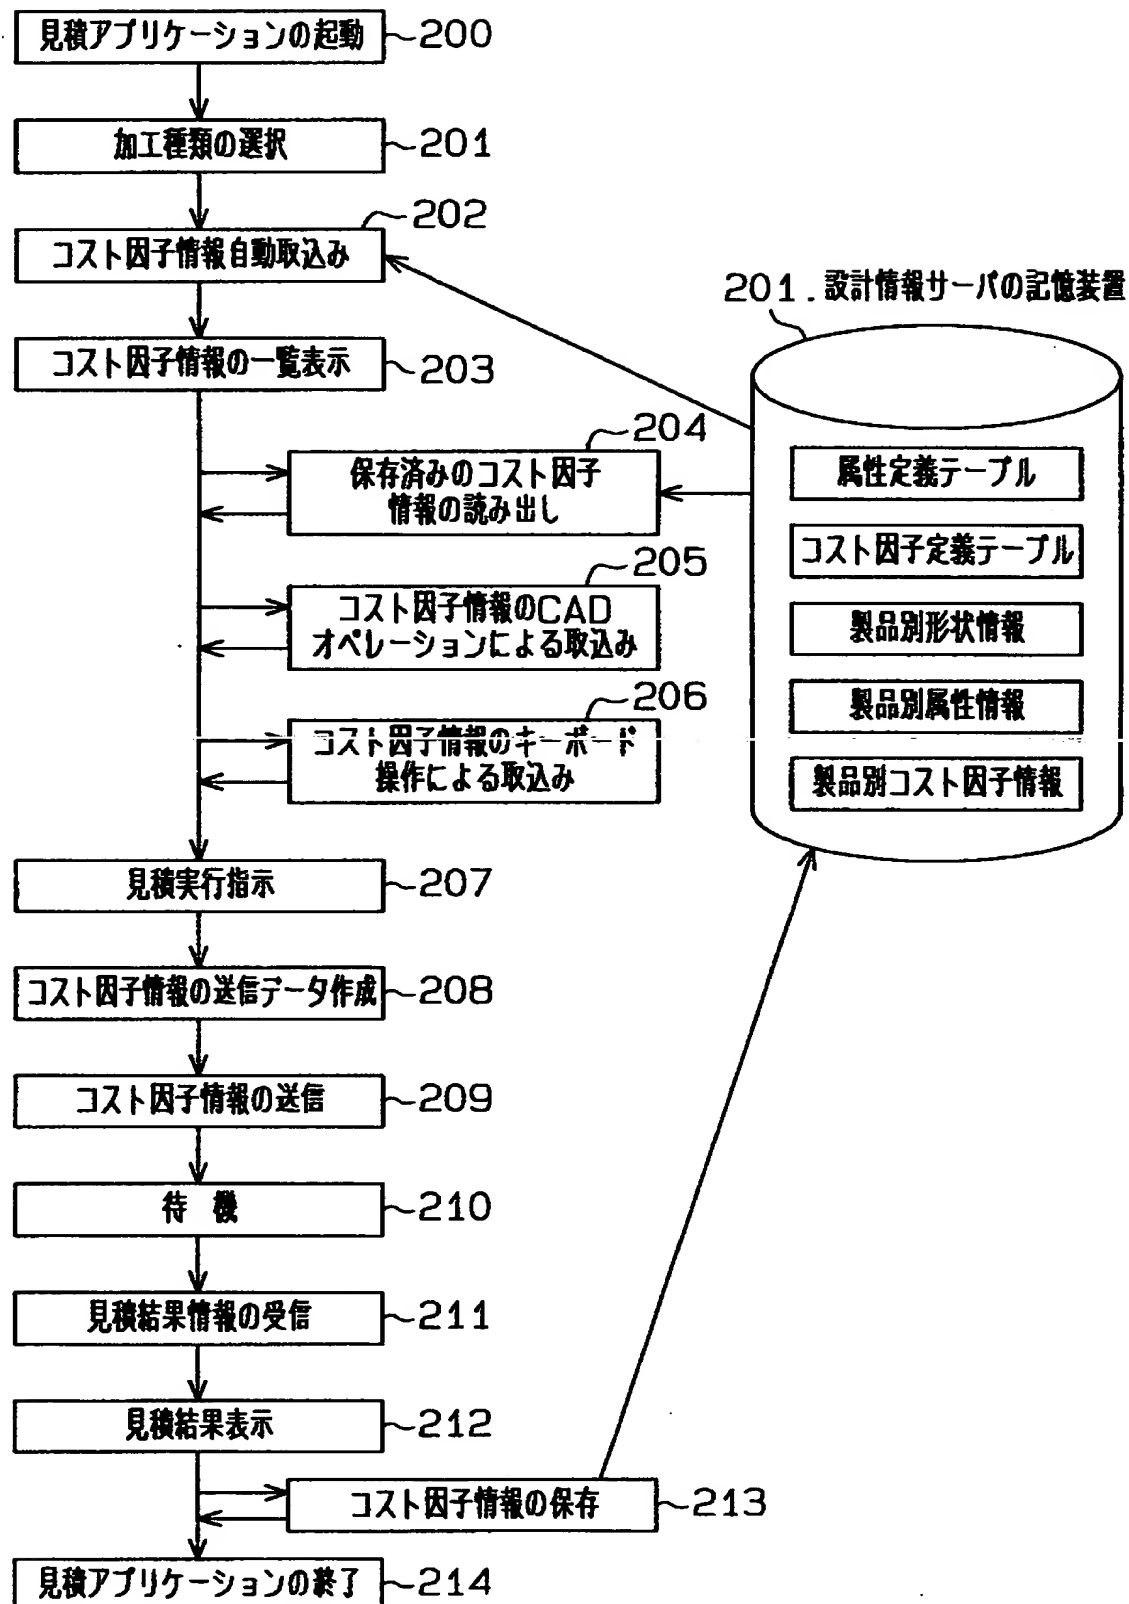 見積アプリケーションの起動 200
加工種類の選択 201
202
コスト因子情報自動取込み
201.設計情報サーバの記憶装置
コスト因子情報の一覧表示 203
204
保存済みのコスト因子
情報の読み出し
属性定義テーブル
コスト因子定義テーブル
製品別形状情報
製品別属性情報
製品別コスト因子情報
205
コスト因子情報のCAD
オペレーションによる取込み
206
コスト因子情報のキーボード
操作による取込み
見積実行指示 207
コスト因子情報の送信データ作成 208
コスト因子情報の送信 209
待 機 210
見積結果情報の受信 211
見積結果表示 212
コスト因子情報の保存 213
見積アプリケーションの終了 214